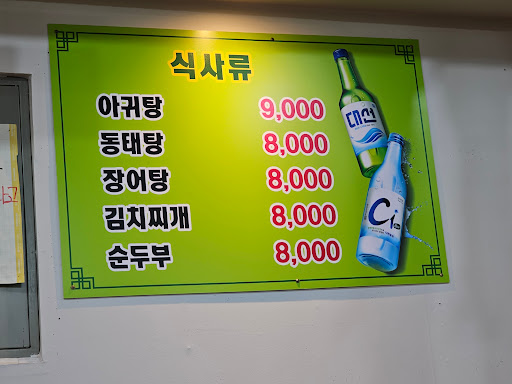 식사류
아귀탕 9,000
동태탕 8,000
장어탕 8,000
김치찌개 8,000
순두부 8,000
대선
Ci